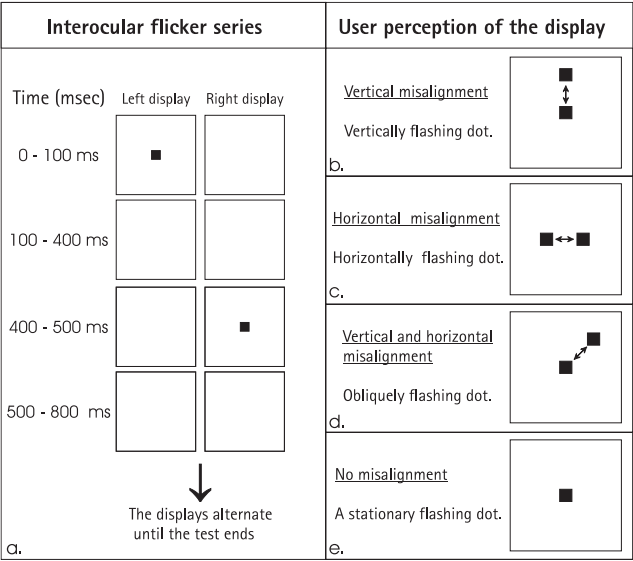 Interocular flicker series
Time (msec)
Left display
Right display
0 - 100 ms
100 - 400 ms
400 - 500 ms
500 - 800 ms
The displays alternate
until the test ends
a.
User perception of the display
Vertical misalignment
Vertically flashing dot.
b.
Horizontal misalignment
Horizontally flashing dot.
c.
Vertical and horizontal
misalignment
Obliquely flashing dot.
d.
No misalignment
A stationary flashing dot.
e.